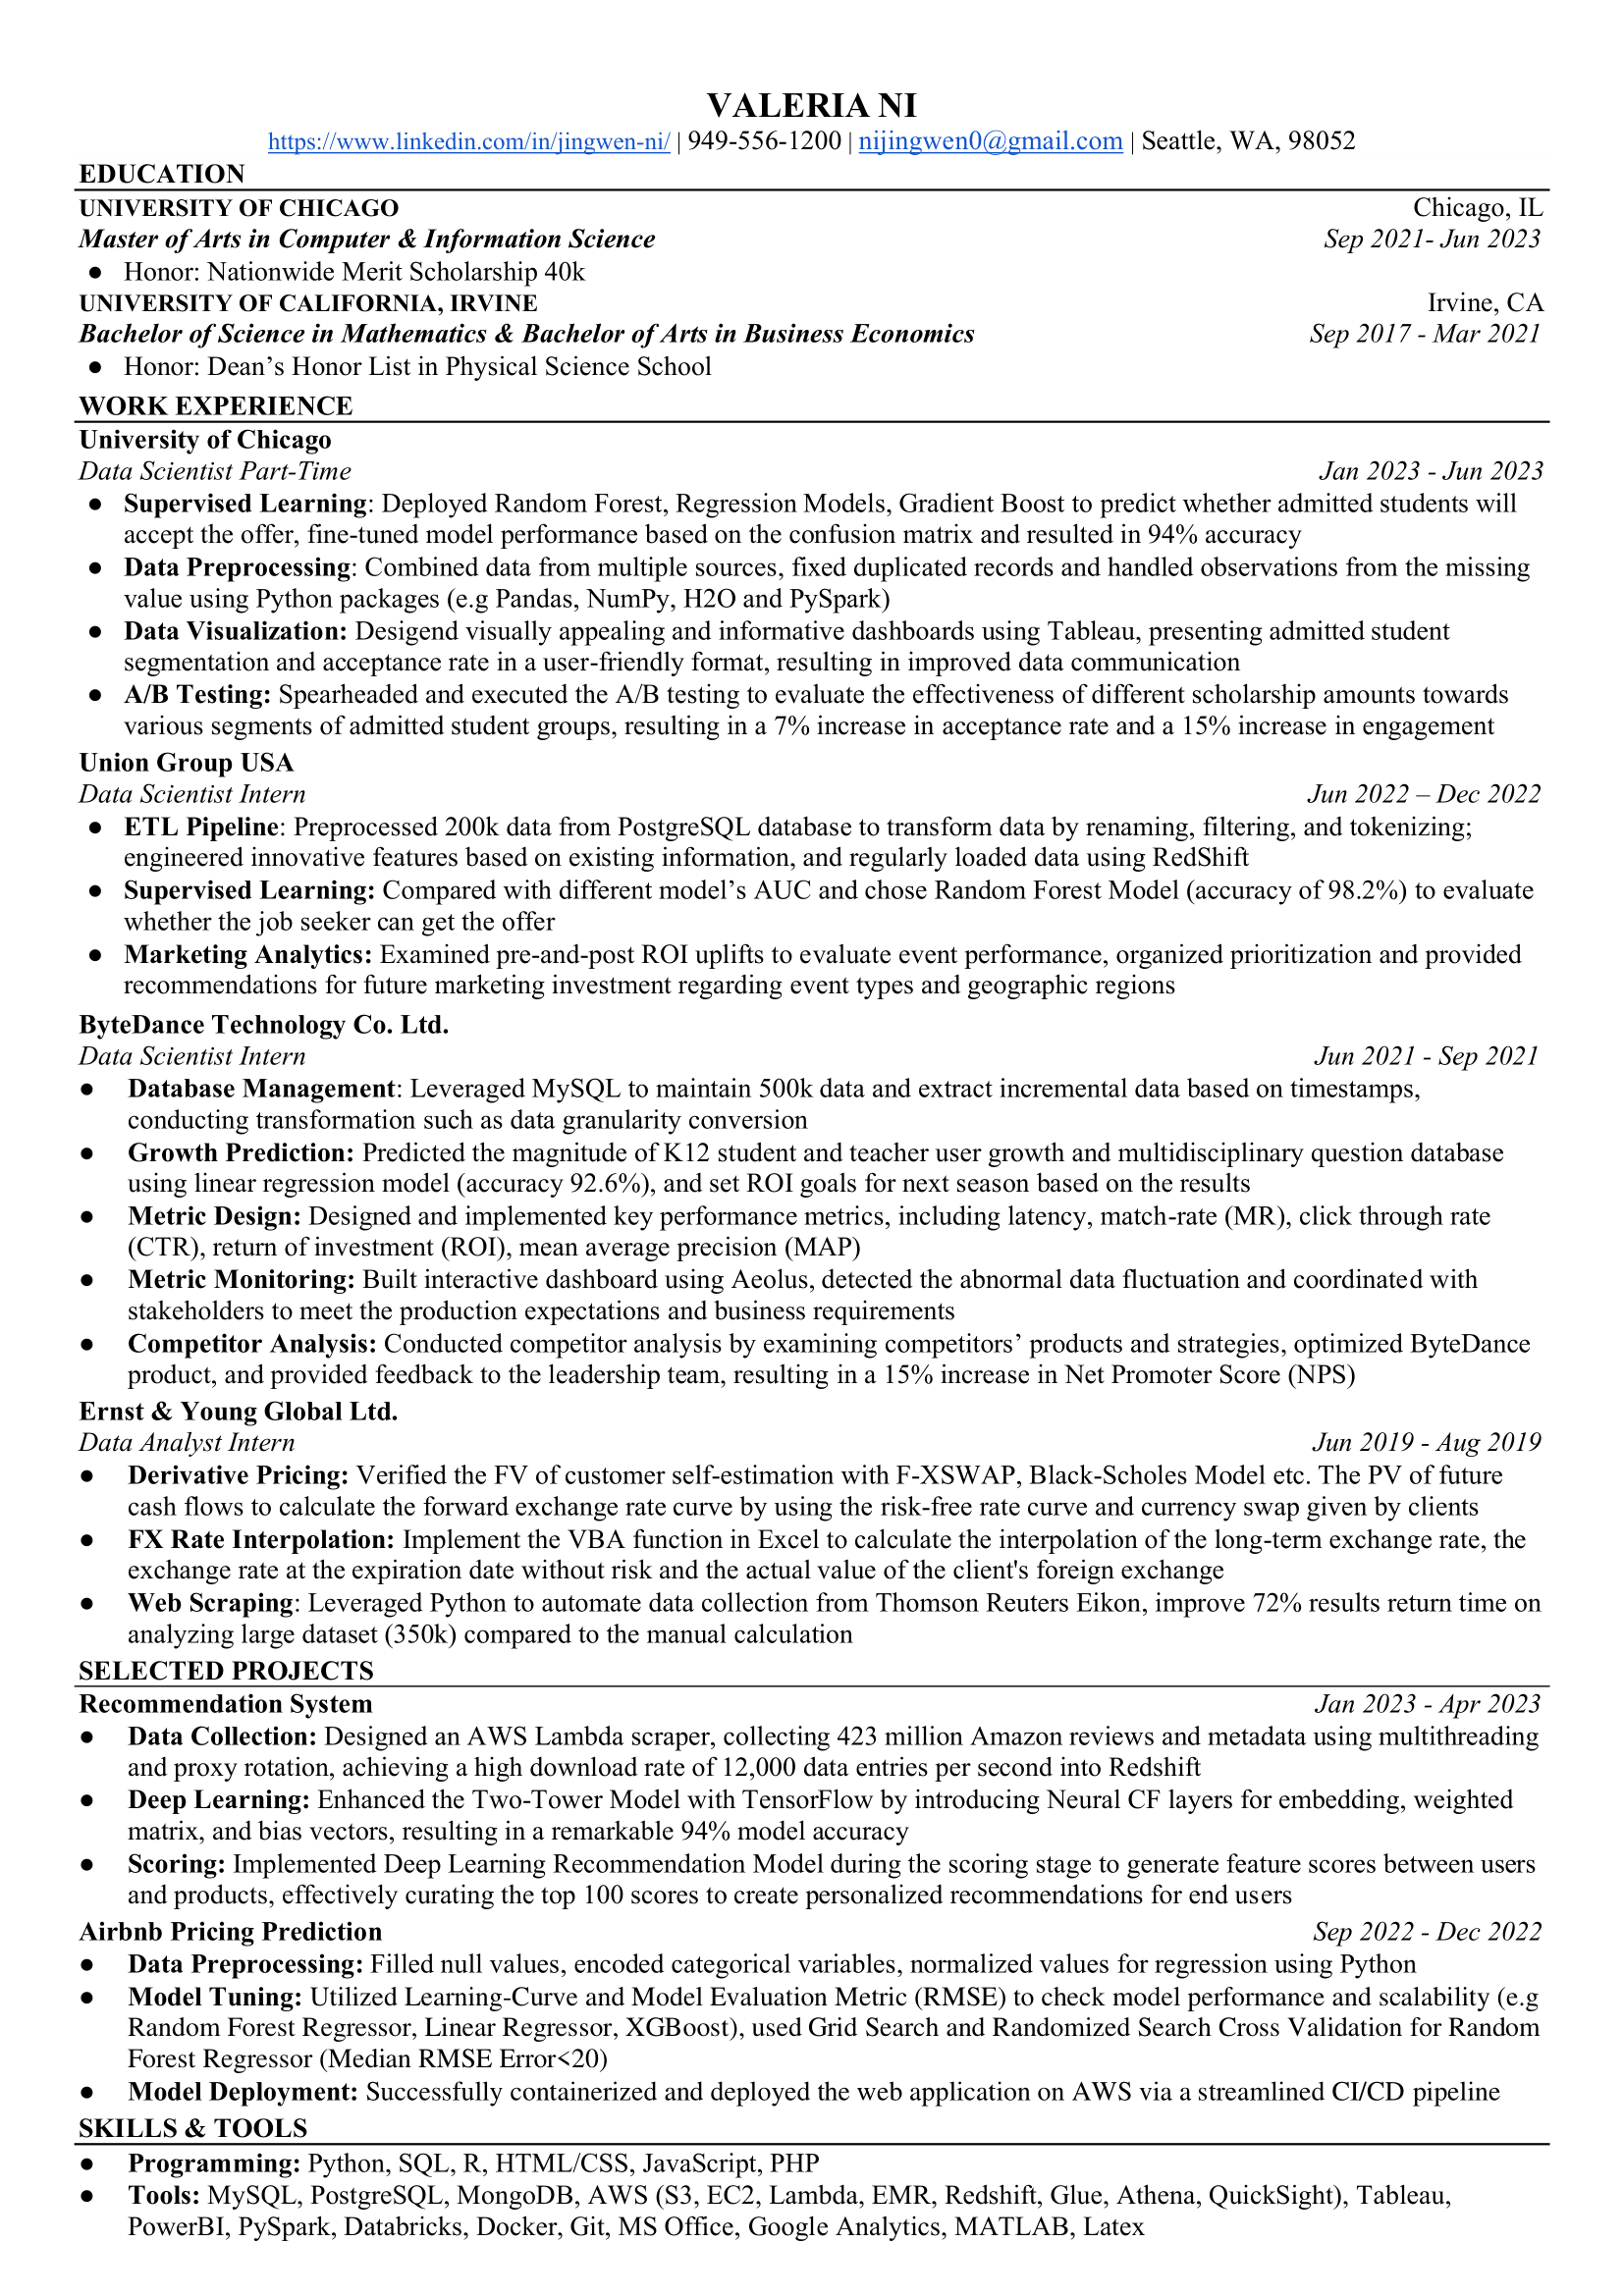 VALERIA NI
https://www.linkedin.com/in/jingwen-ni/ | 949-556-1200 | nijingwen0@gmail.com | Seattle, WA, 98052
EDUCATION
UNIVERSITY OF CHICAGO Chicago, IL
Master of Arts in Computer & Information Science Sep 2021- Jun 2023
● Honor: Nationwide Merit Scholarship 40k
UNIVERSITY OF CALIFORNIA, IRVINE Irvine, CA
Bachelor of Science in Mathematics & Bachelor of Arts in Business Economics Sep 2017 - Mar 2021
● Honor: Dean’s Honor List in Physical Science School
WORK EXPERIENCE
University of Chicago
Data Scientist Part-Time Jan 2023 - Jun 2023
● Supervised Learning: Deployed Random Forest, Regression Models, Gradient Boost to predict whether admitted students will
accept the offer, fine-tuned model performance based on the confusion matrix and resulted in 94% accuracy
● Data Preprocessing: Combined data from multiple sources, fixed duplicated records and handled observations from the missing
value using Python packages (e.g Pandas, NumPy, H2O and PySpark)
● Data Visualization: Desigend visually appealing and informative dashboards using Tableau, presenting admitted student
segmentation and acceptance rate in a user-friendly format, resulting in improved data communication
● A/B Testing: Spearheaded and executed the A/B testing to evaluate the effectiveness of different scholarship amounts towards
various segments of admitted student groups, resulting in a 7% increase in acceptance rate and a 15% increase in engagement
Union Group USA
Data Scientist Intern Jun 2022 – Dec 2022
● ETL Pipeline: Preprocessed 200k data from PostgreSQL database to transform data by renaming, filtering, and tokenizing;
engineered innovative features based on existing information, and regularly loaded data using RedShift
● Supervised Learning: Compared with different model’s AUC and chose Random Forest Model (accuracy of 98.2%) to evaluate
whether the job seeker can get the offer
● Marketing Analytics: Examined pre-and-post ROI uplifts to evaluate event performance, organized prioritization and provided
recommendations for future marketing investment regarding event types and geographic regions
ByteDance Technology Co. Ltd.
Data Scientist Intern Jun 2021 - Sep 2021
● Database Management: Leveraged MySQL to maintain 500k data and extract incremental data based on timestamps,
conducting transformation such as data granularity conversion
● Growth Prediction: Predicted the magnitude of K12 student and teacher user growth and multidisciplinary question database
using linear regression model (accuracy 92.6%), and set ROI goals for next season based on the results
● Metric Design: Designed and implemented key performance metrics, including latency, match-rate (MR), click through rate
(CTR), return of investment (ROI), mean average precision (MAP)
● Metric Monitoring: Built interactive dashboard using Aeolus, detected the abnormal data fluctuation and coordinated with
stakeholders to meet the production expectations and business requirements
● Competitor Analysis: Conducted competitor analysis by examining competitors’ products and strategies, optimized ByteDance
product, and provided feedback to the leadership team, resulting in a 15% increase in Net Promoter Score (NPS)
Ernst & Young Global Ltd.
Data Analyst Intern Jun 2019 - Aug 2019
● Derivative Pricing: Verified the FV of customer self-estimation with F-XSWAP, Black-Scholes Model etc. The PV of future
cash flows to calculate the forward exchange rate curve by using the risk-free rate curve and currency swap given by clients
● FX Rate Interpolation: Implement the VBA function in Excel to calculate the interpolation of the long-term exchange rate, the
exchange rate at the expiration date without risk and the actual value of the client's foreign exchange
● Web Scraping: Leveraged Python to automate data collection from Thomson Reuters Eikon, improve 72% results return time on
analyzing large dataset (350k) compared to the manual calculation
SELECTED PROJECTS
Recommendation System Jan 2023 - Apr 2023
● Data Collection: Designed an AWS Lambda scraper, collecting 423 million Amazon reviews and metadata using multithreading
and proxy rotation, achieving a high download rate of 12,000 data entries per second into Redshift
● Deep Learning: Enhanced the Two-Tower Model with TensorFlow by introducing Neural CF layers for embedding, weighted
matrix, and bias vectors, resulting in a remarkable 94% model accuracy
● Scoring: Implemented Deep Learning Recommendation Model during the scoring stage to generate feature scores between users
and products, effectively curating the top 100 scores to create personalized recommendations for end users
Airbnb Pricing Prediction Sep 2022 - Dec 2022
● Data Preprocessing: Filled null values, encoded categorical variables, normalized values for regression using Python
● Model Tuning: Utilized Learning-Curve and Model Evaluation Metric (RMSE) to check model performance and scalability (e.g
Random Forest Regressor, Linear Regressor, XGBoost), used Grid Search and Randomized Search Cross Validation for Random
Forest Regressor (Median RMSE Error<20)
● Model Deployment: Successfully containerized and deployed the web application on AWS via a streamlined CI/CD pipeline
SKILLS & TOOLS
● Programming: Python, SQL, R, HTML/CSS, JavaScript, PHP
● Tools: MySQL, PostgreSQL, MongoDB, AWS (S3, EC2, Lambda, EMR, Redshift, Glue, Athena, QuickSight), Tableau,
PowerBI, PySpark, Databricks, Docker, Git, MS Office, Google Analytics, MATLAB, Latex